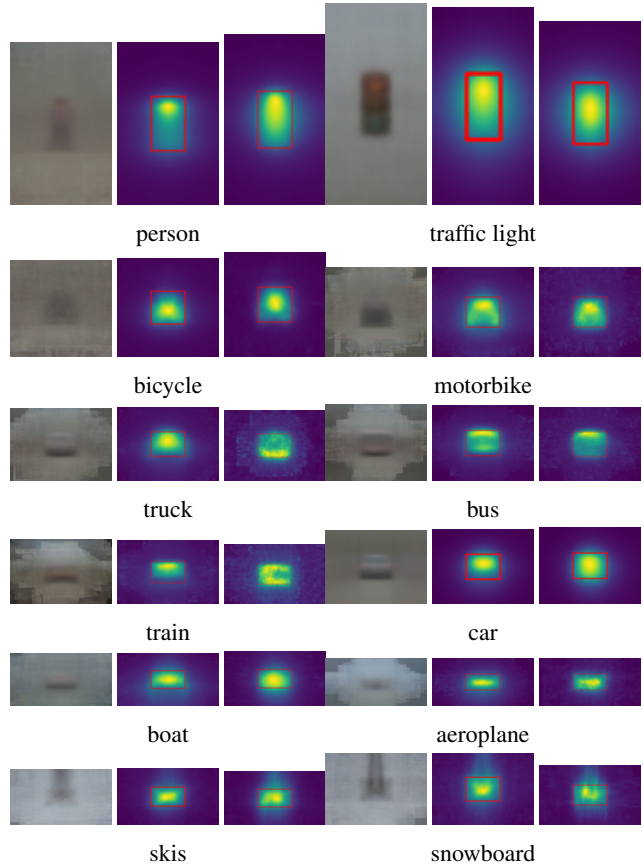 person traffic light
bicycle motorbike
truck bus
train car
boat aeroplane
skis snowboard